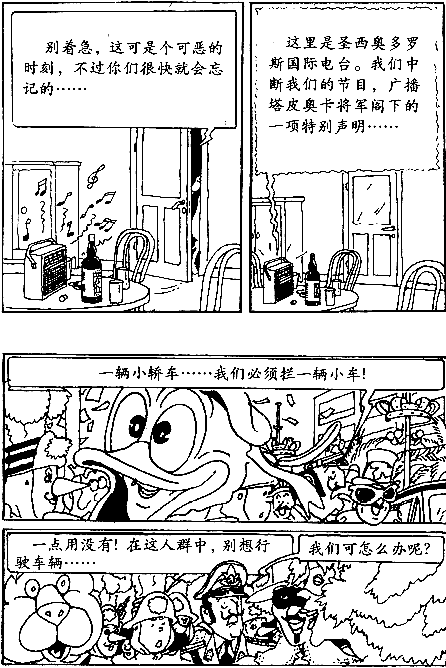 别着急，这可是个可恶的
时刻，不过你们很快就会忘
记的……
这里是圣西奥多罗
斯国际电台。我们中
断我们的节目，广播
塔皮奥卡将军阁下的
一项特别声明……
一辆小轿车……我们必须拦一辆小车！
一点用没有！在这人群中，别想行
驶车辆……
我们可怎么办呢？